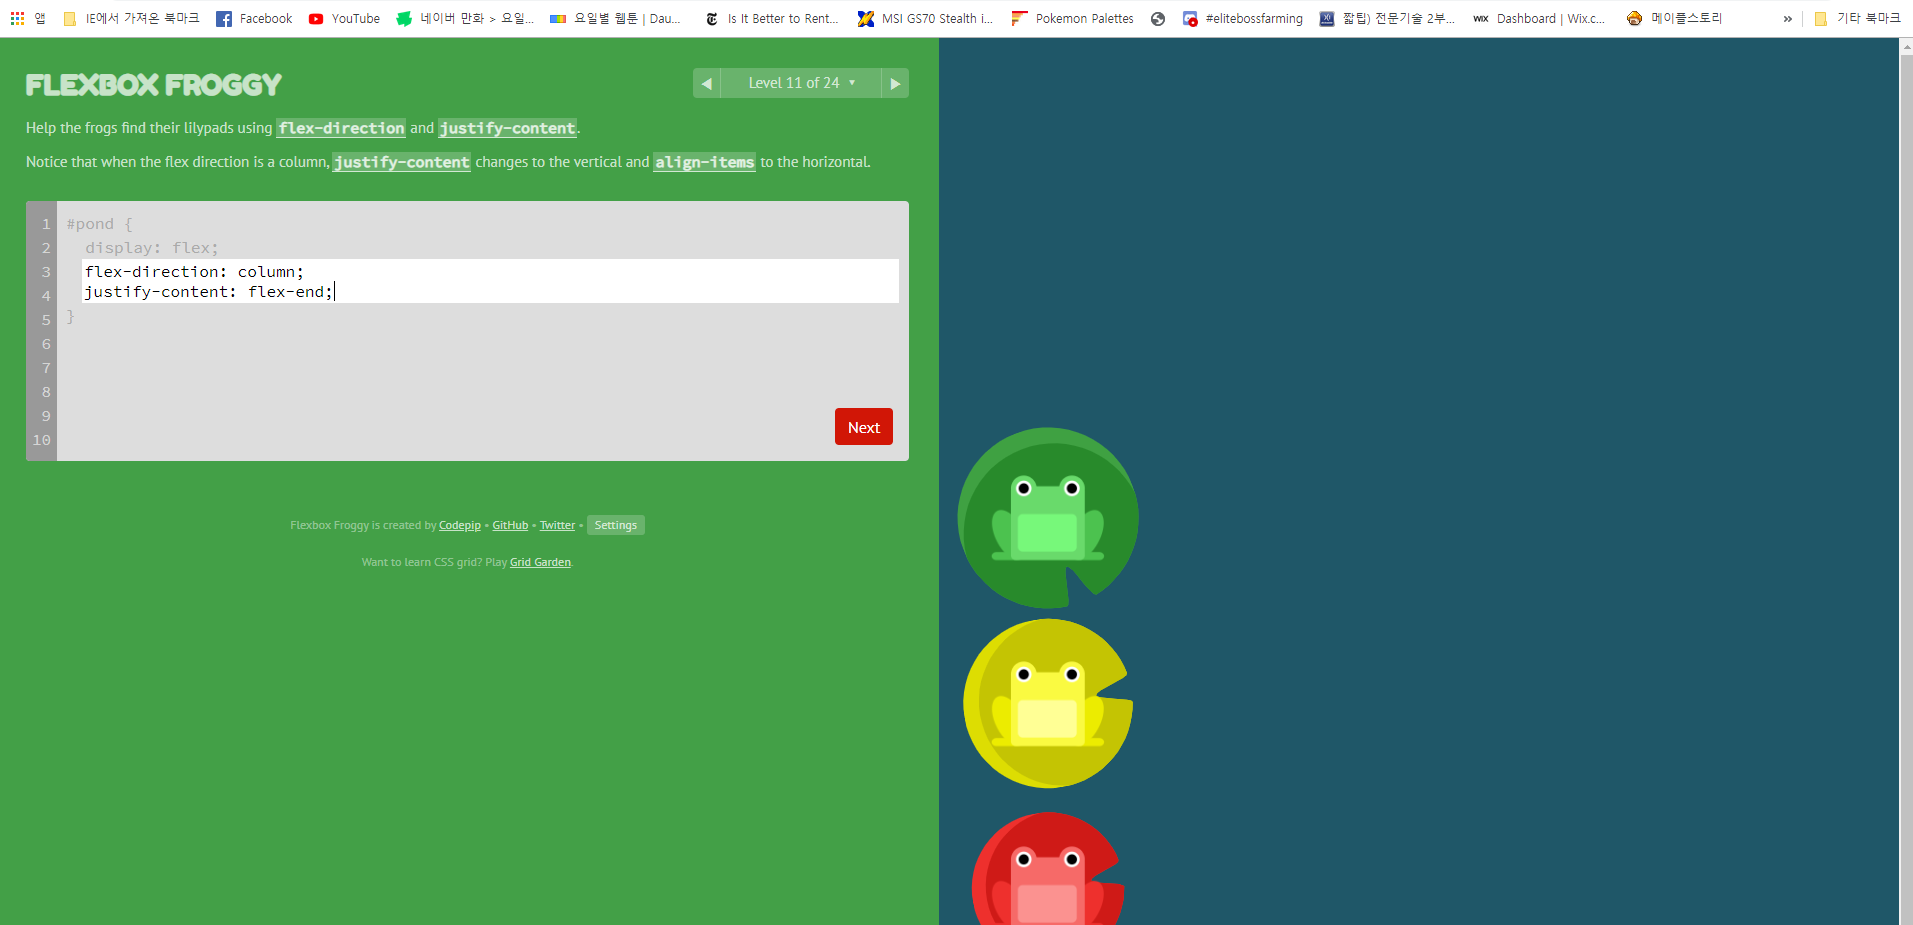 앱 IE에서 가져온 북마크 Facebook YouTube 네이버 만화 > 요일... 요일별 웹툰 | Dau... Is It Better to Rent... MSI GS70 Stealth i... Pokemon Palettes #elitebossfarming 짧팁) 전문기술 2부... WiX Dashboard | Wix.c... 메이플스토리 » 기타 북마크
FLEXBOX FROGGY
◀ Level 11 of 24 ▼ ▶
Help the frogs find their lilypads using flex-direction and justify-content.
Notice that when the flex direction is a column, justify-content changes to the vertical and align-items to the horizontal.
1 #pond {
2 display: flex;
3 flex-direction: column;
4 justify-content: flex-end;
5 }
6
7
8
9
10
Next
Flexbox Froggy is created by Codepip • GitHub • Twitter • Settings
Want to learn CSS grid? Play Grid Garden.